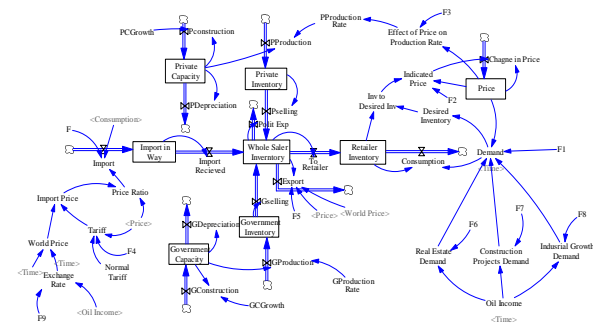 F3
PCGrowth
Pconstruction
PProduction
Rate
PProduction
Effect of Price on
Production Rate
Chagne in Price
Private
Capacity
Private
Inventory
Indicated
Price
Price
PDepreciation
Pselling
Inv to
Desired Inv
F2
Desired
Inventory
<Consumption>
Polit Exp
F
Import
Import in
Way
Import
Recieved
Whole Saler
Inventory
To
Retailer
Retailer
Inventory
Consumption
Demand
F1
<Time>
Export
Price Ratio
Import Price
<Price>
Gselling
F5
<Price>
<World Price>
Tariff
F4
Normal
Tariff
World Price
<Time>
<Time>
Exchange
Rate
F9
<Oil Income>
GDepreciation
Government
Inventory
Government
Capacity
GProduction
GConstruction
GCGrowth
GProduction
Rate
F6
F7
F8
Real Estate
Demand
Construction
Projects Demand
Industrial Growth
Demand
Oil Income
<Time>